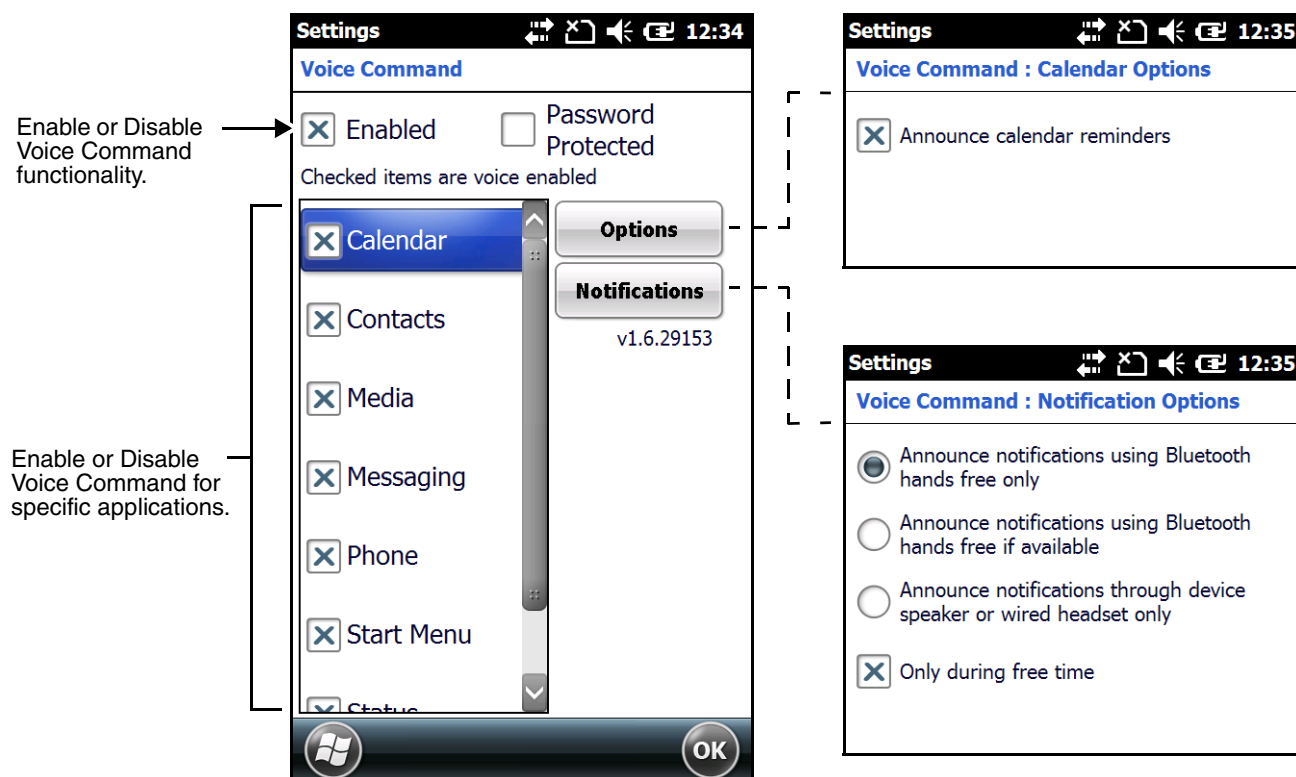 Settings
12:34
Voice Command
Enabled
Password
Protected
Checked items are voice enabled
Calendar
Contacts
Media
Messaging
Phone
Start Menu
Status
Options
Notifications
v1.6.29153
OK
Enable or Disable
Voice Command
functionality.
Enable or Disable
Voice Command for
specific applications.
Settings
12:35
Voice Command : Calendar Options
Announce calendar reminders
Settings
12:35
Voice Command : Notification Options
Announce notifications using Bluetooth
hands free only
Announce notifications using Bluetooth
hands free if available
Announce notifications through device
speaker or wired headset only
Only during free time